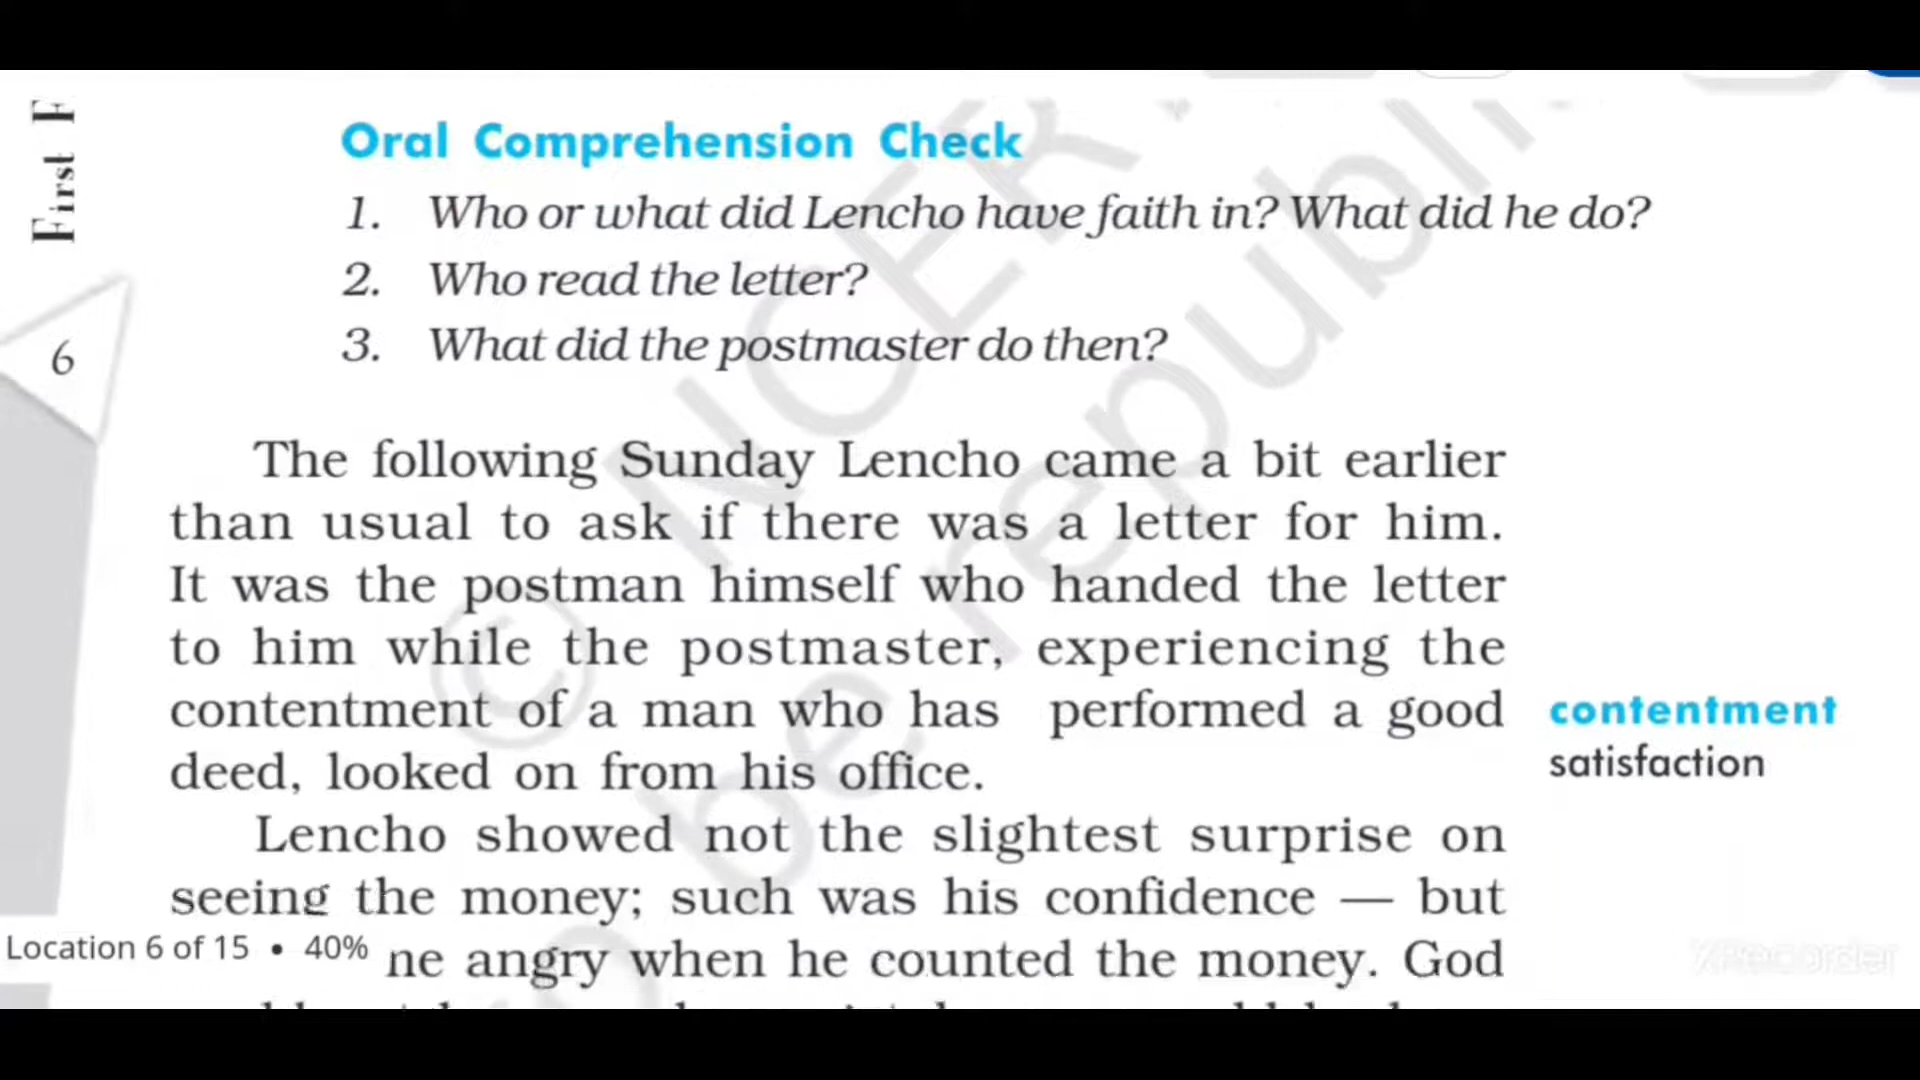 First F
Oral Comprehension Check
1. Who or what did Lencho have faith in? What did he do?
2. Who read the letter?
3. What did the postmaster do then?
6
The following Sunday Lencho came a bit earlier
than usual to ask if there was a letter for him.
It was the postman himself who handed the letter
to him while the postmaster, experiencing the
contentment of a man who has performed a good
deed, looked on from his office.
contentment
satisfaction
Lencho showed not the slightest surprise on
seeing the money; such was his confidence — but
ne angry when he counted the money. God
Location 6 of 15 • 40%
© NCER
be republi
XRecorder